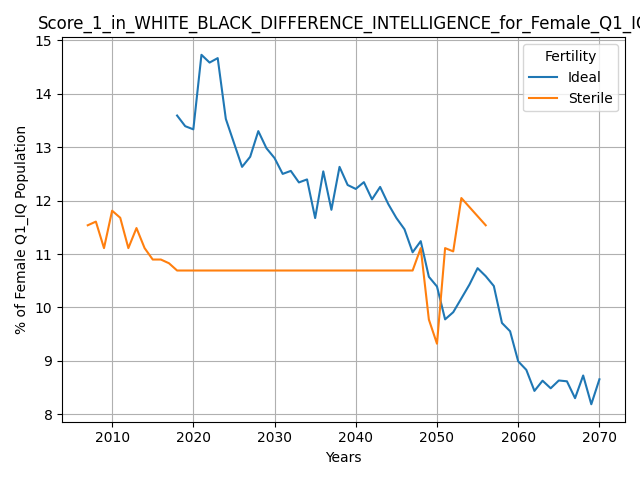 Score_1_in_WHITE_BLACK_DIFFERENCE_INTELLIGENCE_for_Female_Q1_IQ
Fertility
Ideal
Sterile
% of Female Q1_IQ Population
15
14
13
12
11
10
9
8
2010 2020 2030 2040 2050 2060 2070
Years